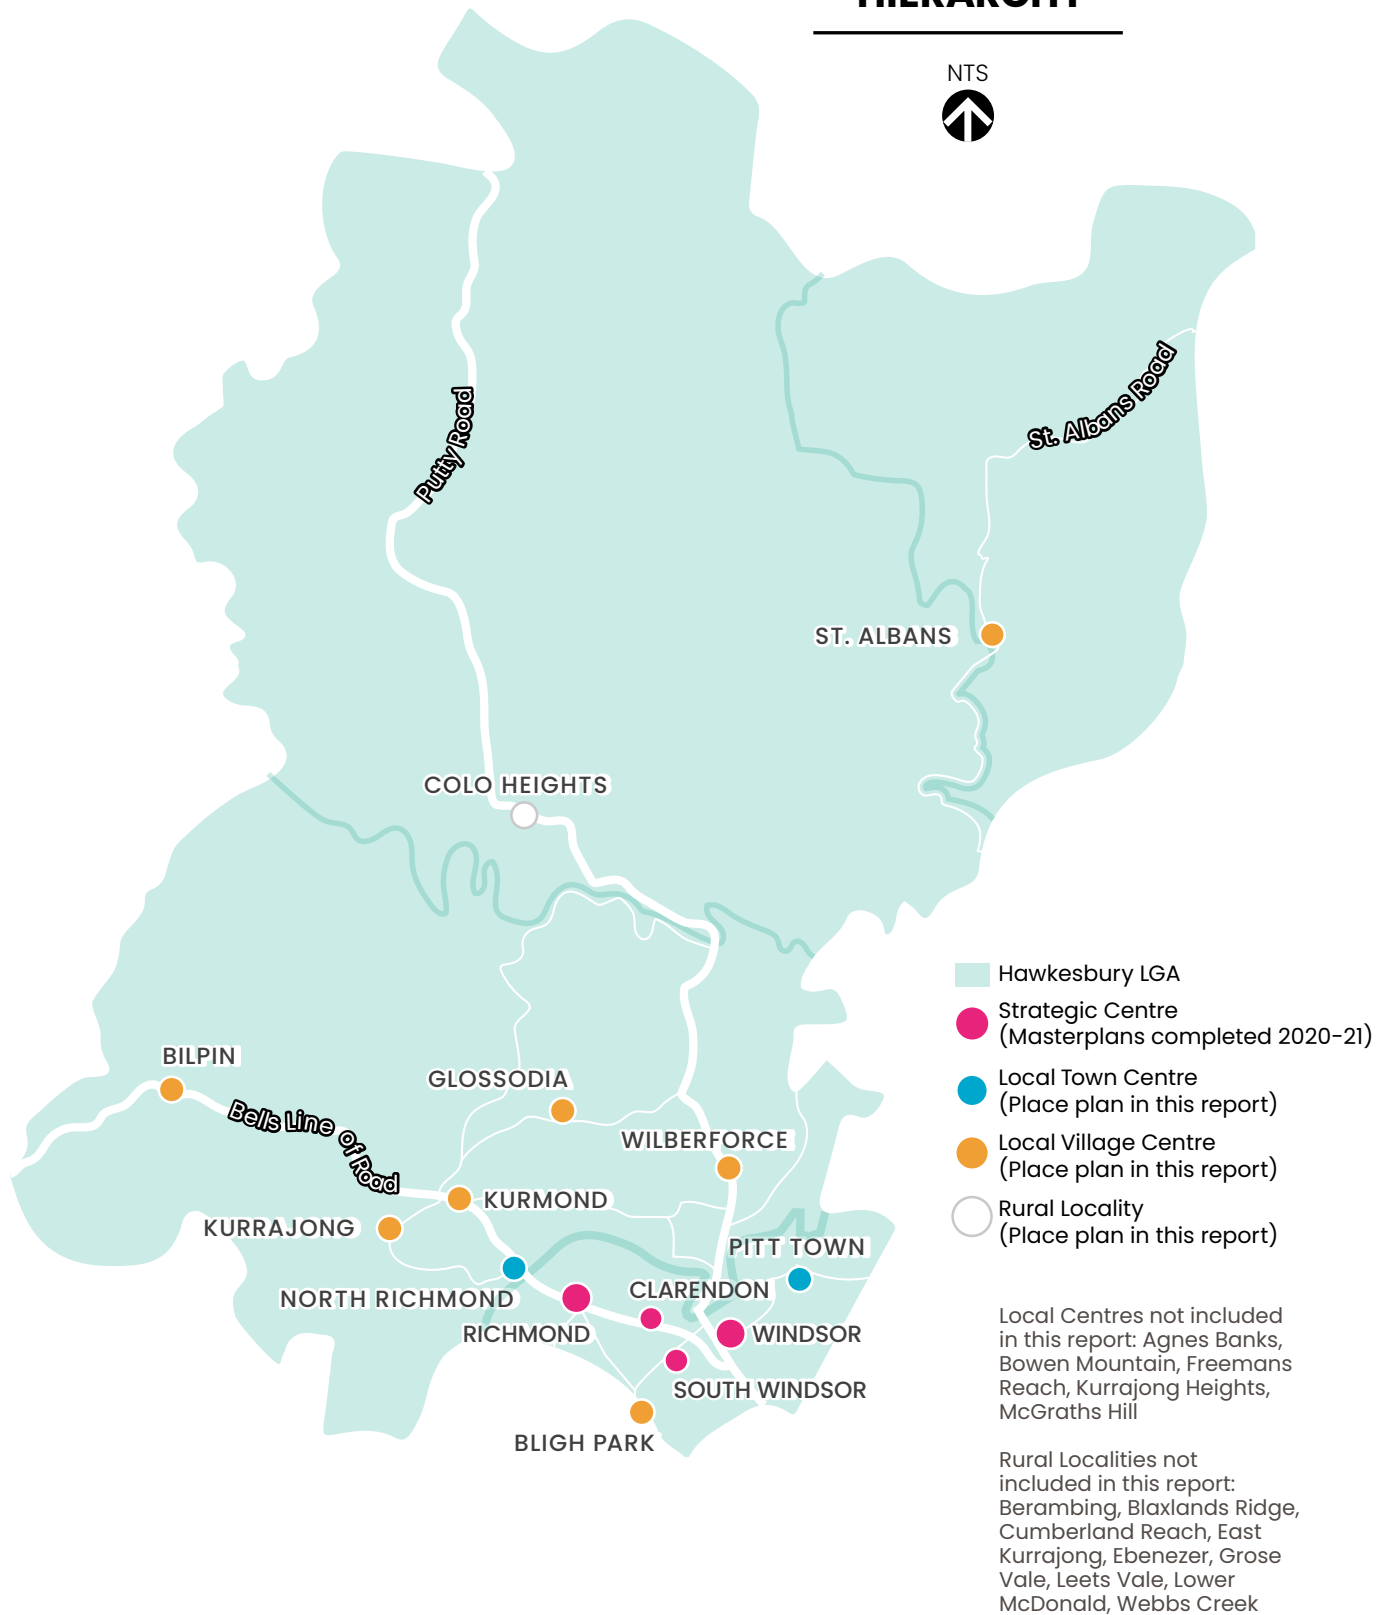 HIERARCHY
NTS
Putty Road
St. Albans Road
ST. ALBANS
COLO HEIGHTS
BILPIN
Bells Line of Road
GLOSSODIA
WILBERFORCE
KURMOND
KURRAJONG
PITT TOWN
NORTH RICHMOND
CLARENDON
RICHMOND
WINDSOR
SOUTH WINDSOR
BLIGH PARK
Hawkesbury LGA
Strategic Centre
(Masterplans completed 2020-21)
Local Town Centre
(Place plan in this report)
Local Village Centre
(Place plan in this report)
Rural Locality
(Place plan in this report)
Local Centres not included
in this report: Agnes Banks,
Bowen Mountain, Freemans
Reach, Kurrajong Heights,
McGraths Hill
Rural Localities not
included in this report:
Berambing, Blaxlands Ridge,
Cumberland Reach, East
Kurrajong, Ebenezer, Grose
Vale, Leets Vale, Lower
McDonald, Webbs Creek